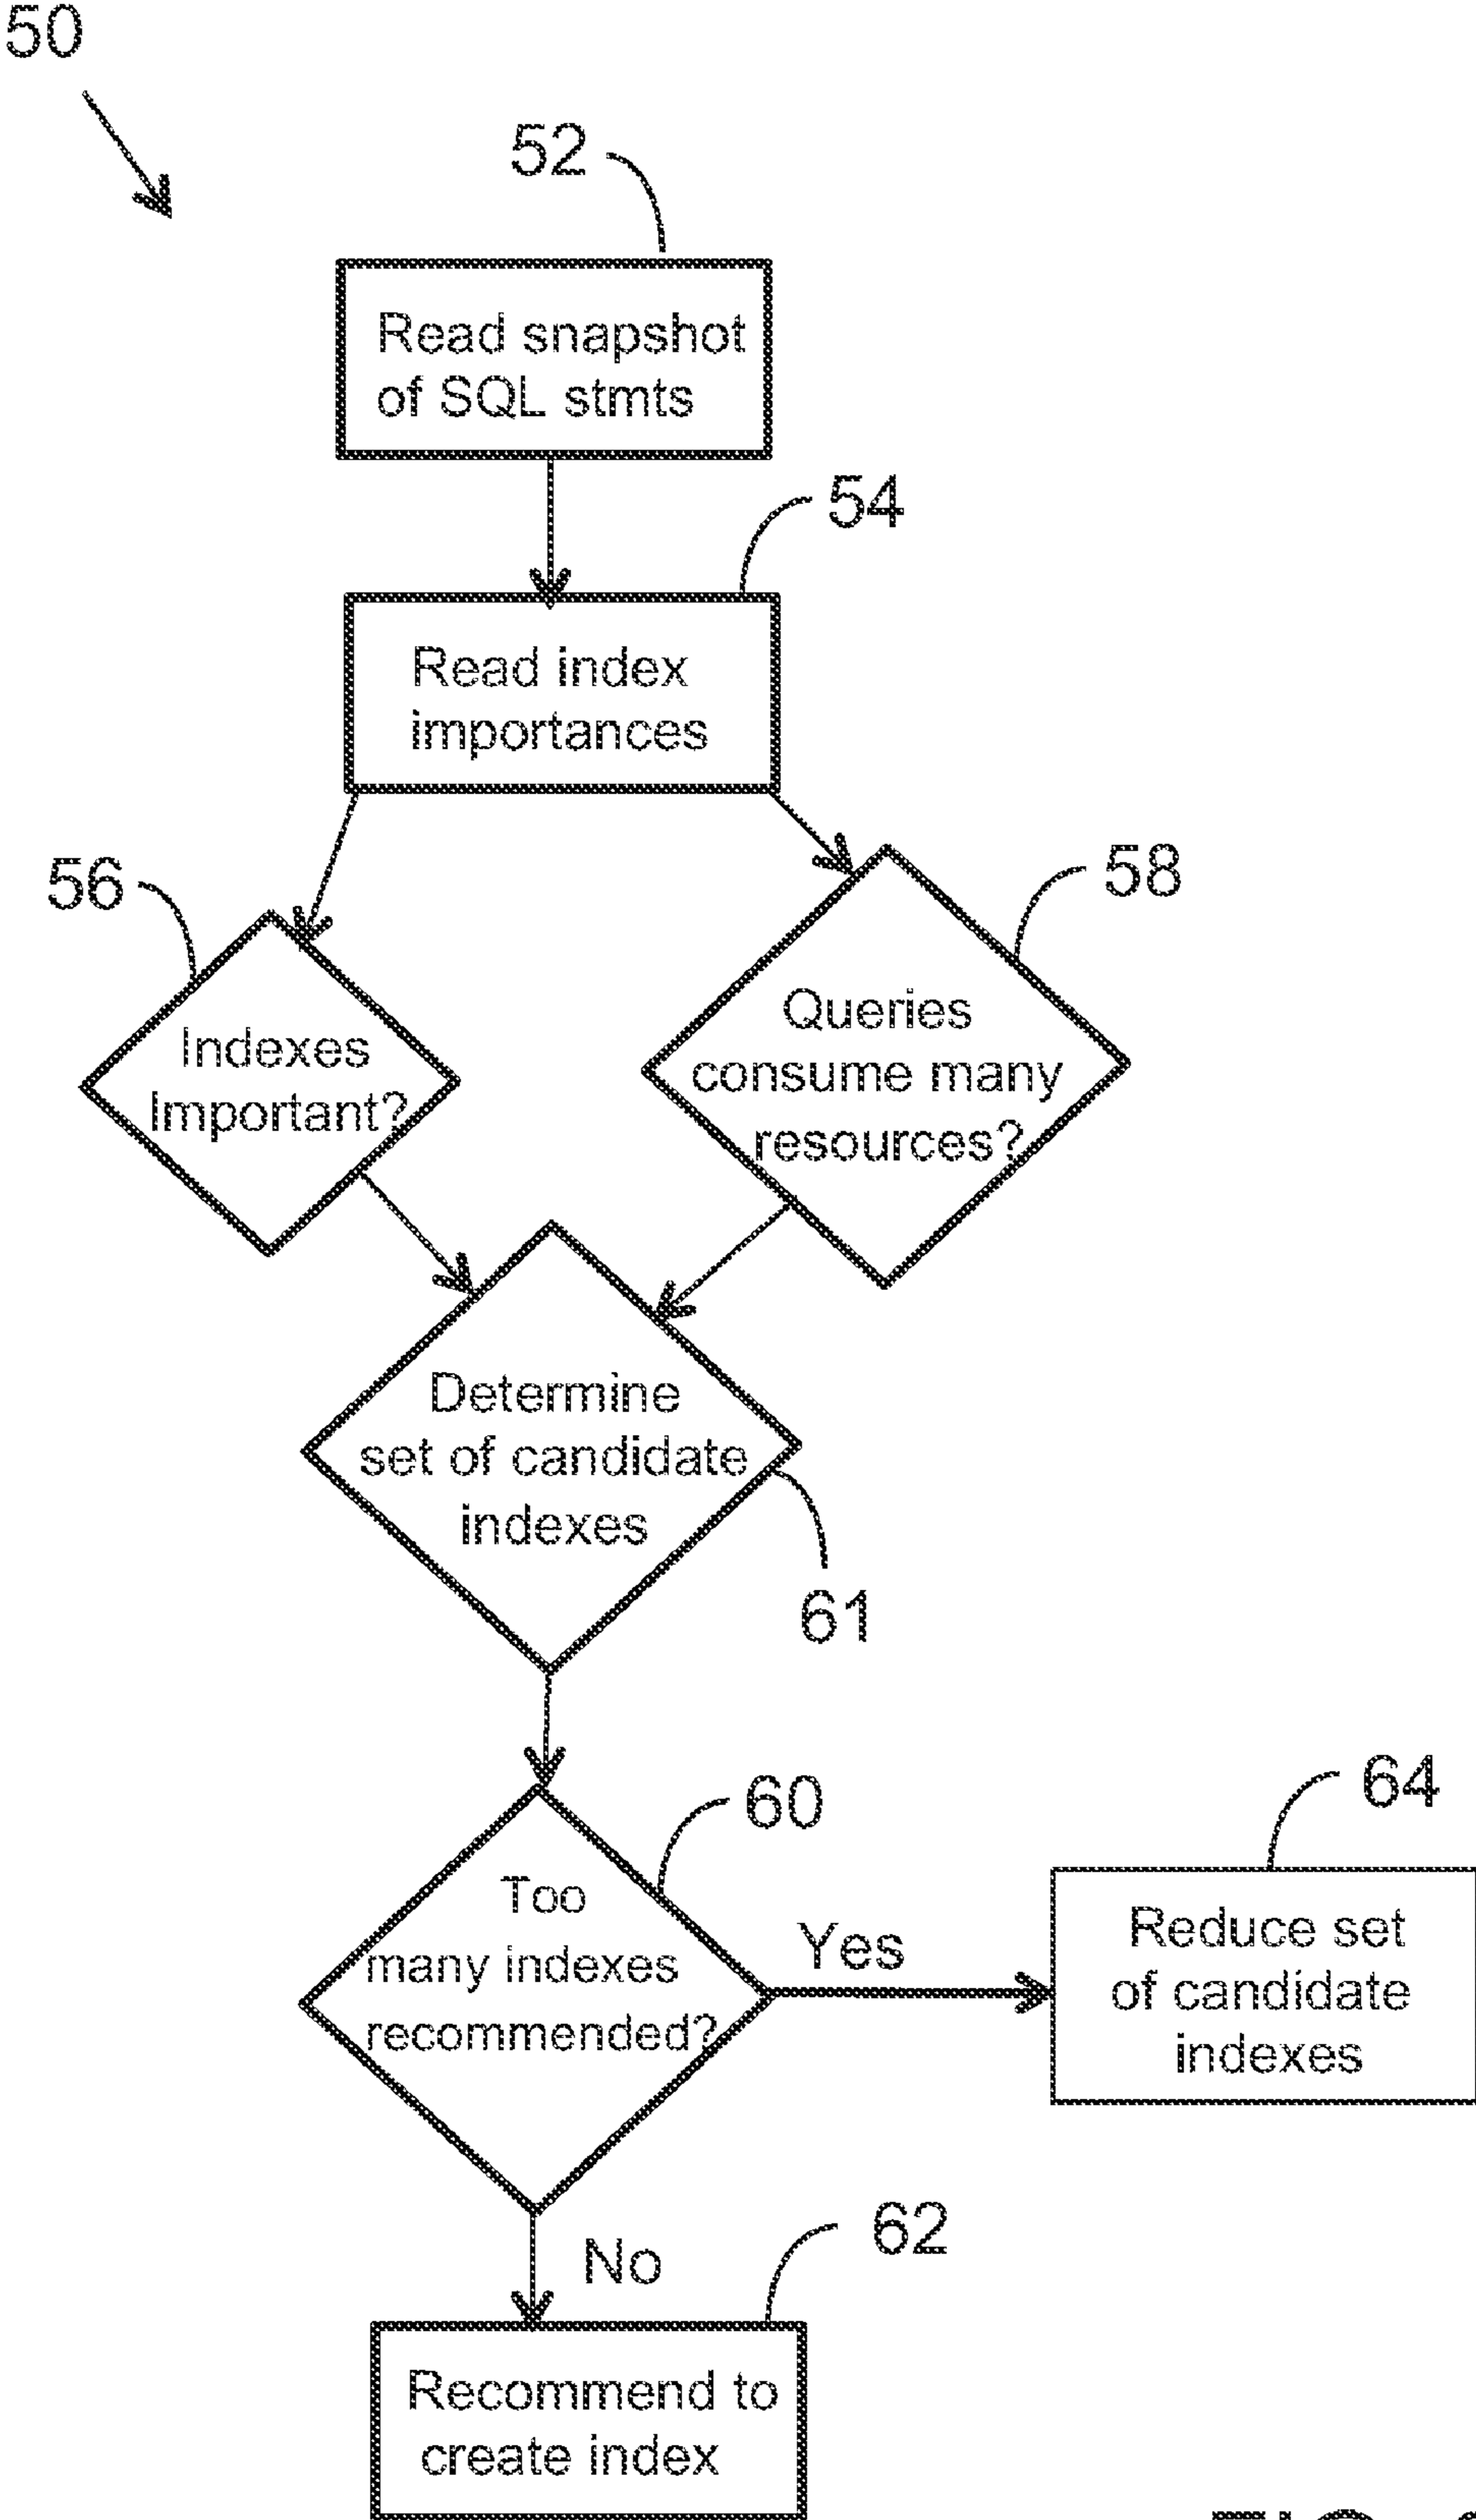 50
52
Read snapshot
of SQL stmts
54
Read index
importances
56
58
Indexes
Important?
Queries
consume many
resources?
Determine
set of candidate
indexes
61
60
64
Too
many indexes
recommended?
Yes
Reduce set
of candidate
indexes
62
No
Recommend to
create index